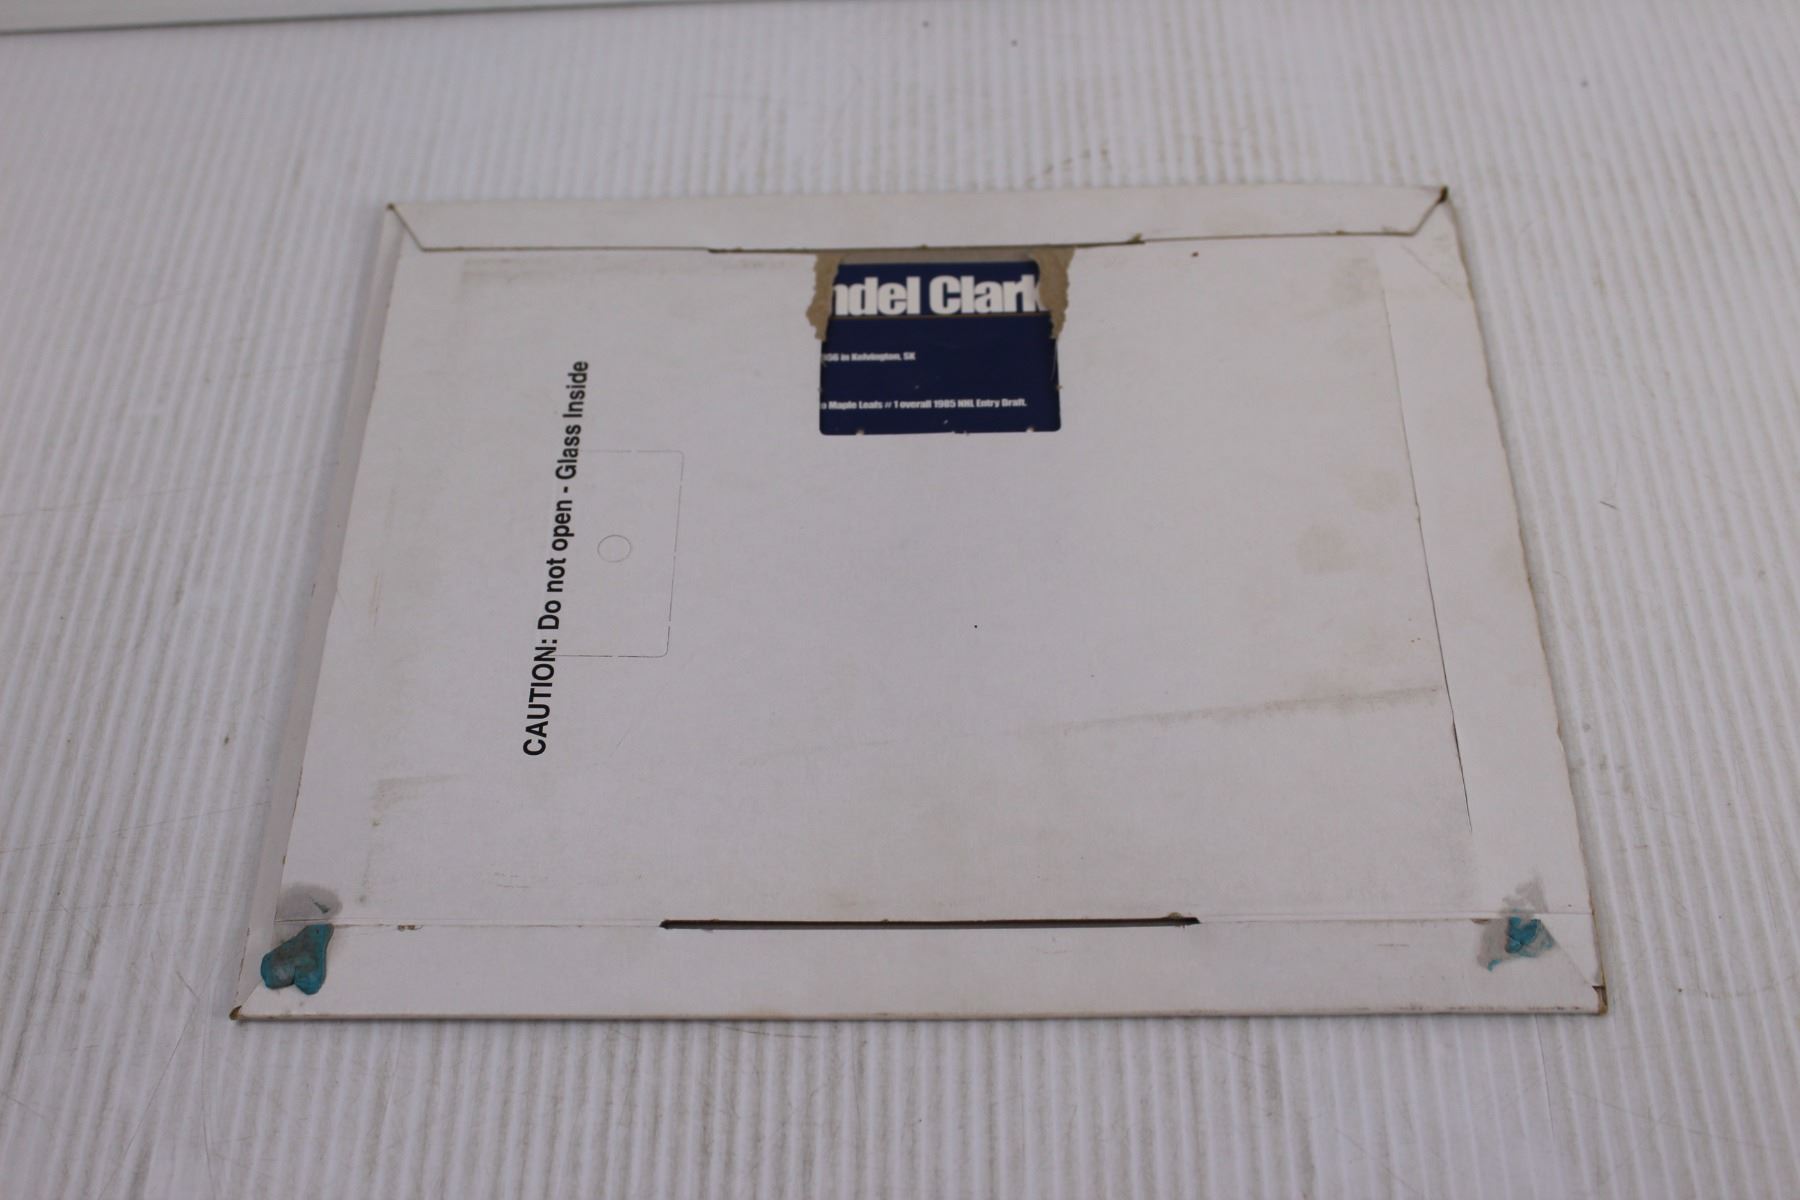 ndel Clark
956 in Kelvington, SK
o Maple Leafs # 1 overall 1985 NHL Entry Draft.
CAUTION: Do not open - Glass Inside